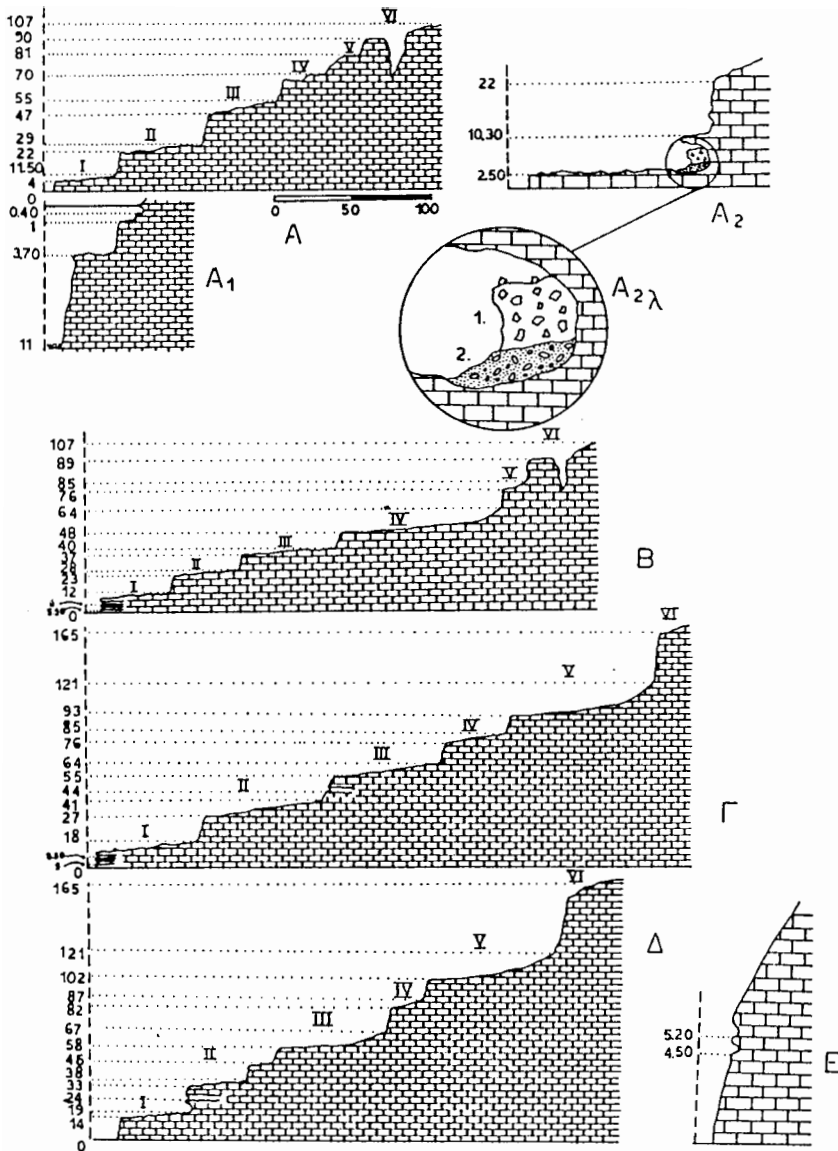 107
90
81
70
55
47
29
22
11.50
4
0
I
II
III
IV
V
VI
0.40
1
3,70
11
A₁
0 50 100
A
22
10,30
2.50
A₂
A₂λ
1.
2.
107
89
85
76
64
48
40
37
28
23
12
0
I
II
III
IV
V
VI
B
165
121
93
85
76
64
55
44
41
27
18
0
I
II
III
IV
V
VI
Γ
165
121
102
87
82
67
58
46
38
33
24
19
14
0
I
II
III
IV
V
VI
Δ
5.20
4,50
E